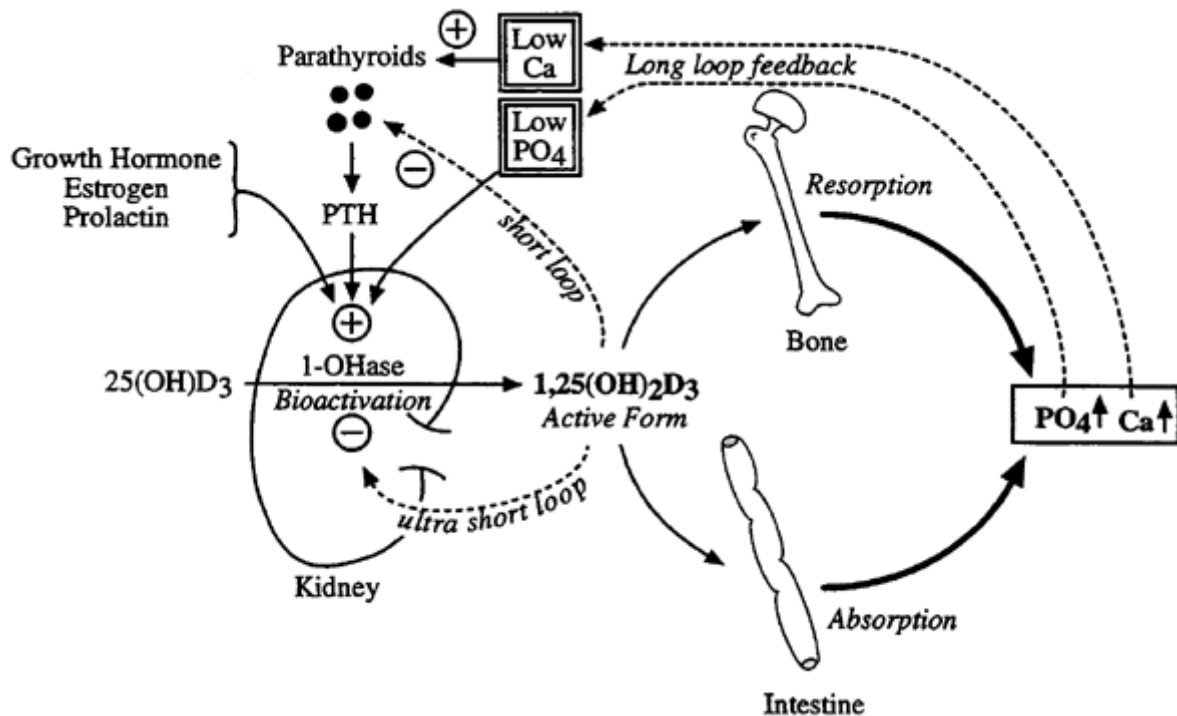 Parathyroids
+
Low
Ca
Long loop feedback
Low
PO4
−
Growth Hormone
Estrogen
Prolactin
PTH
short loop
Resorption
Bone
+
25(OH)D3
1-OHase
Bioactivation
−
1,25(OH)2D3
Active Form
PO4↑ Ca↑
ultra short loop
Kidney
Absorption
Intestine